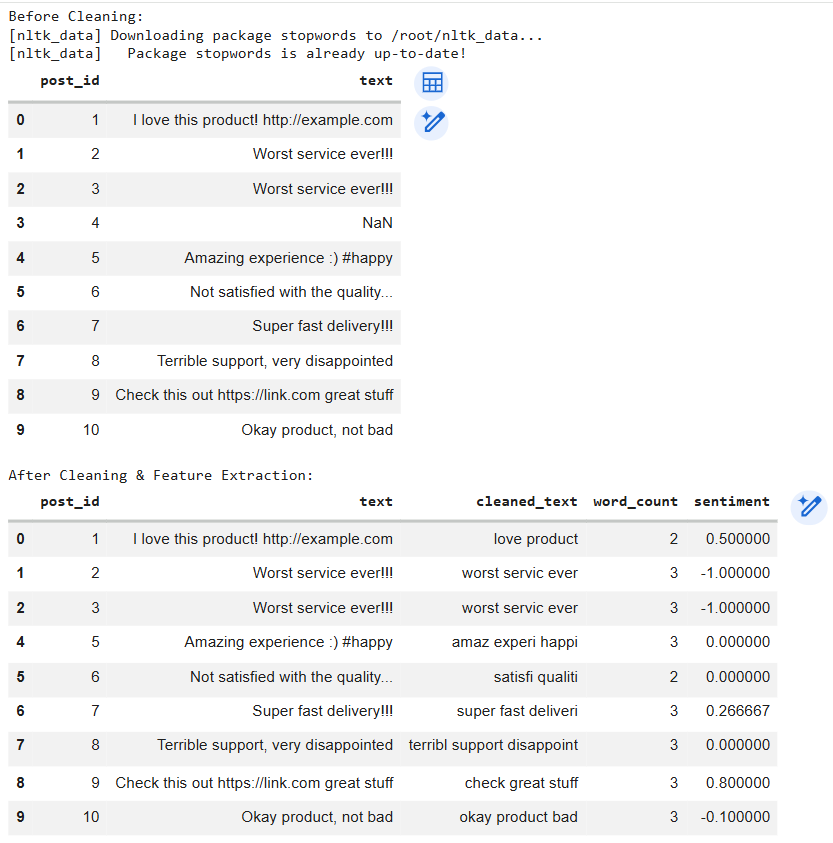 Before Cleaning:
[nltk_data] Downloading package stopwords to /root/nltk_data...
[nltk_data]   Package stopwords is already up-to-date!
post_id text
0 1 I love this product! http://example.com
1 2 Worst service ever!!!
2 3 Worst service ever!!!
3 4 NaN
4 5 Amazing experience :) #happy
5 6 Not satisfied with the quality...
6 7 Super fast delivery!!!
7 8 Terrible support, very disappointed
8 9 Check this out https://link.com great stuff
9 10 Okay product, not bad
After Cleaning & Feature Extraction:
post_id text cleaned_text word_count sentiment
0 1 I love this product! http://example.com love product 2 0.500000
1 2 Worst service ever!!! worst servic ever 3 -1.000000
2 3 Worst service ever!!! worst servic ever 3 -1.000000
4 5 Amazing experience :) #happy amaz experi happi 3 0.000000
5 6 Not satisfied with the quality... satisfi qualiti 2 0.000000
6 7 Super fast delivery!!! super fast deliveri 3 0.266667
7 8 Terrible support, very disappointed terribl support disappoint 3 0.000000
8 9 Check this out https://link.com great stuff check great stuff 3 0.800000
9 10 Okay product, not bad okay product bad 3 -0.100000